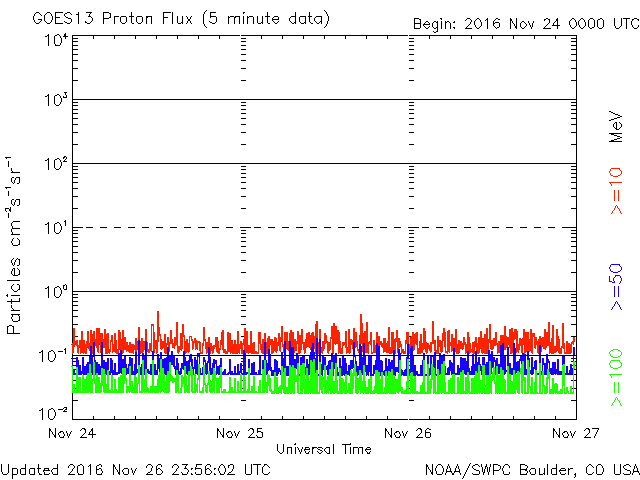 GOES13 Proton Flux (5 minute data)
Begin: 2016 Nov 24 0000 UTC
Particles cm⁻²s⁻¹sr⁻¹
10⁴
10³
10²
10¹
10⁰
10⁻¹
10⁻²
MeV
>=10
>=50
>=100
Nov 24 Nov 25 Nov 26 Nov 27
Universal Time
Updated 2016 Nov 26 23:56:02 UTC
NOAA/SWPC Boulder, CO USA